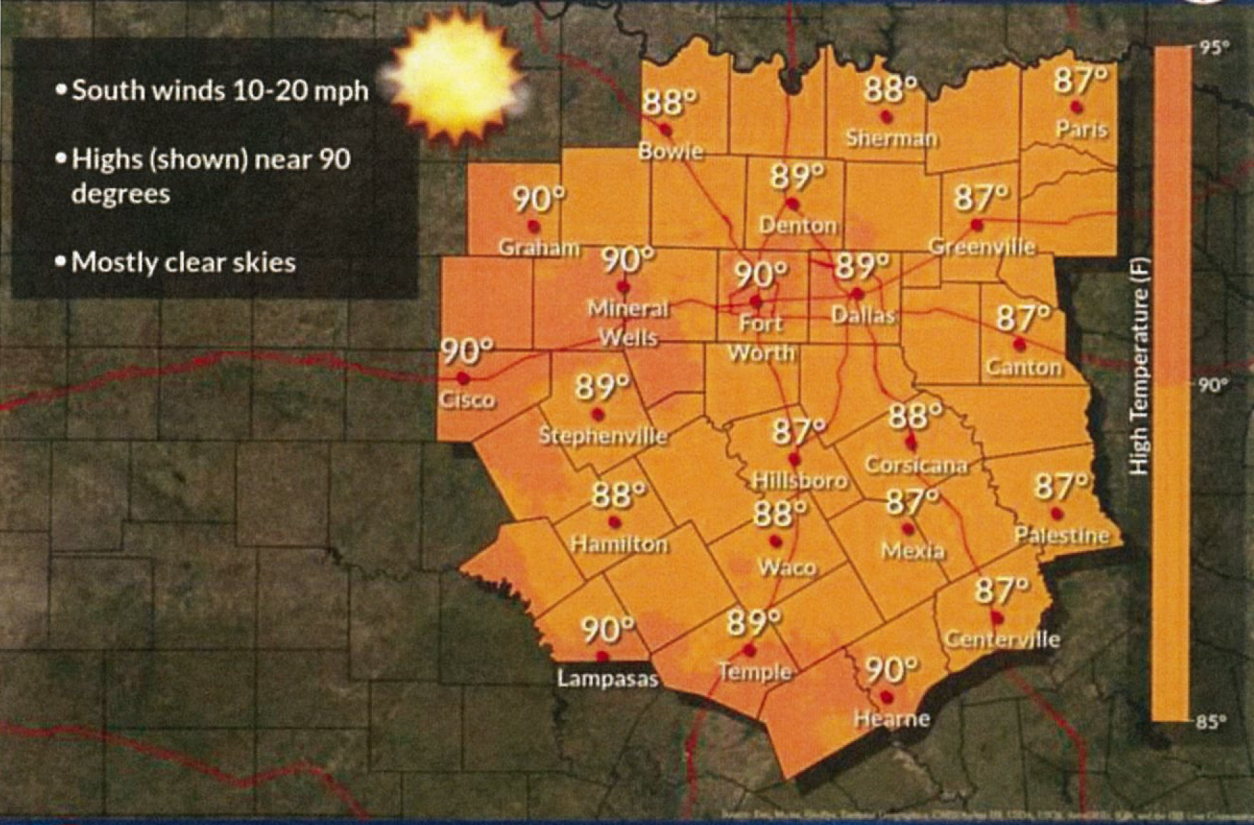 • South winds 10-20 mph
• Highs (shown) near 90
degrees
• Mostly clear skies
88°
Bowie
88°
Sherman
87°
Paris
90°
Graham
89°
Denton
87°
Greenville
90°
Mineral
Wells
90°
Fort
Worth
89°
Dallas
87°
Canton
90°
Cisco
89°
Stephenville
87°
Hillsboro
88°
Corsicana
88°
Hamilton
88°
Waco
87°
Mexia
87°
Palestine
90°
Lampasas
89°
Temple
90°
Hearne
87°
Centerville
95°
High Temperature (F)
90°
85°